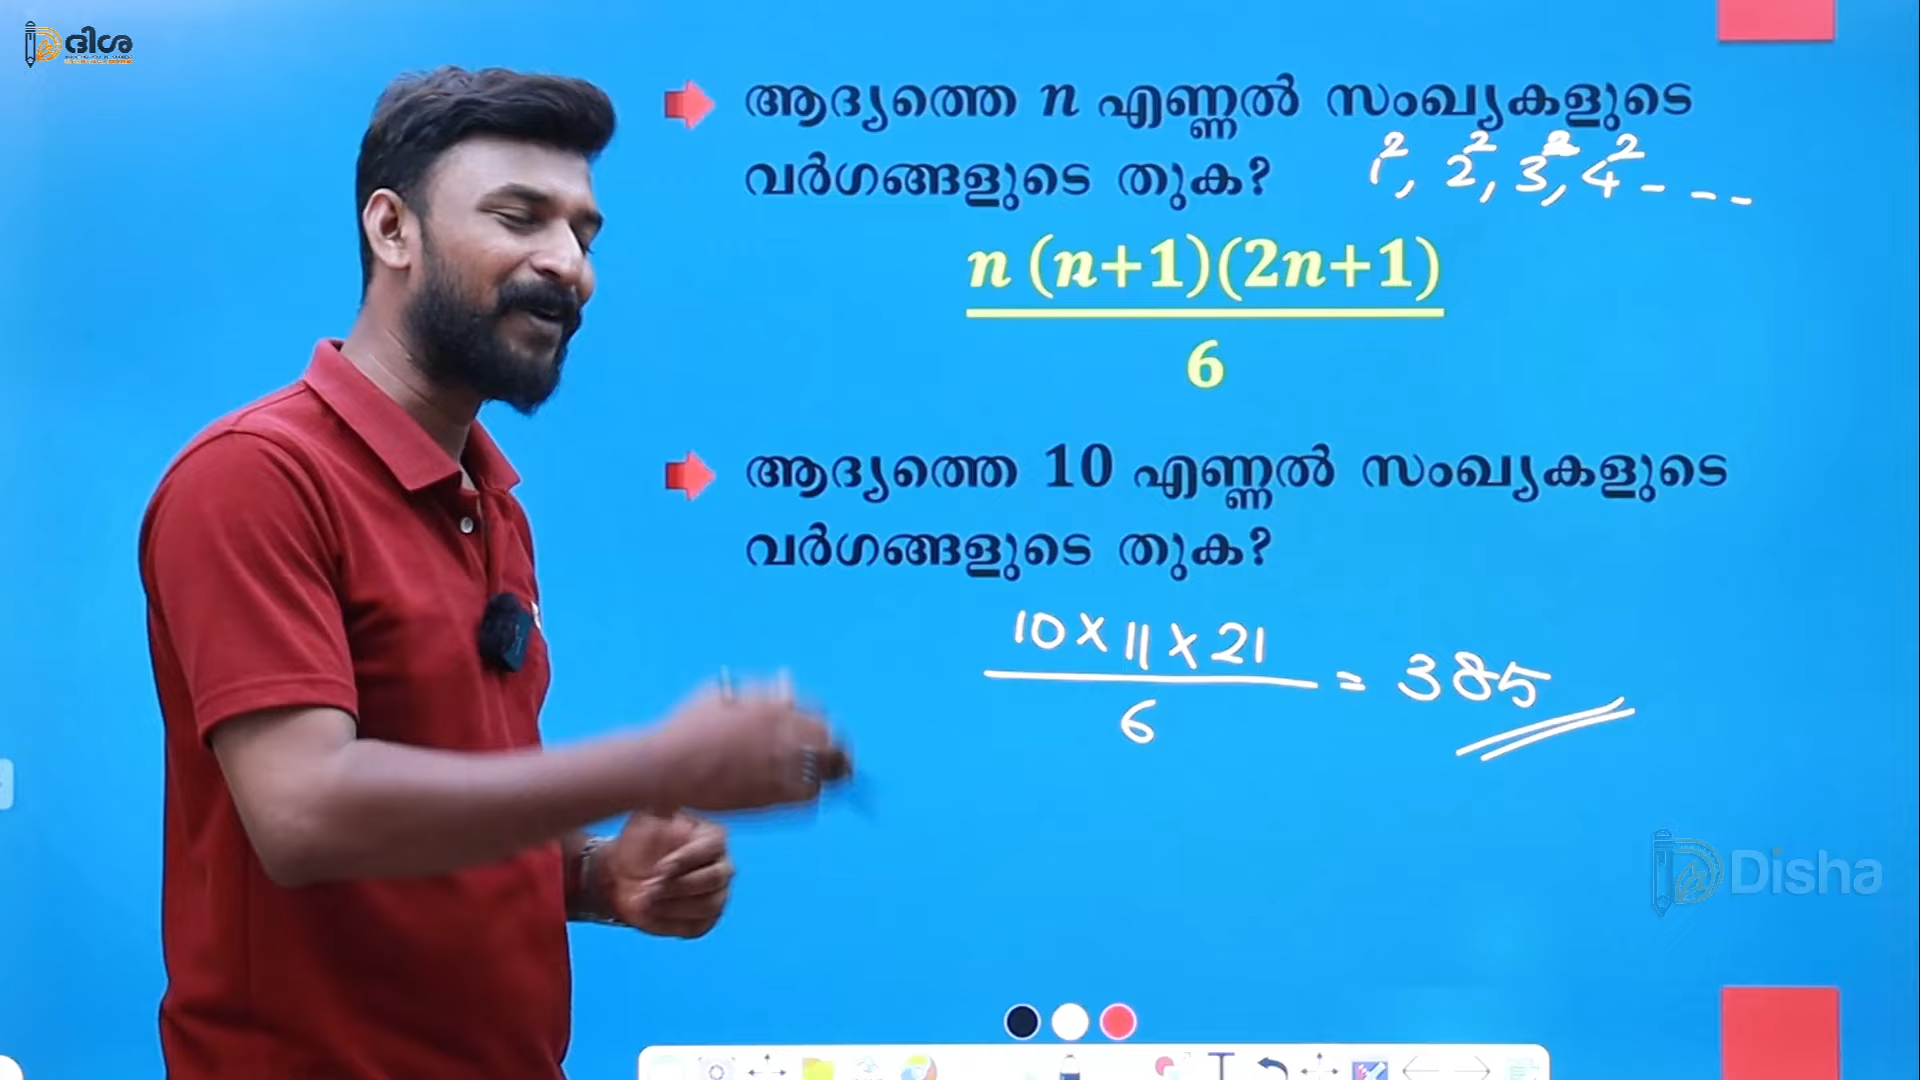 ദിശ
ആദ്യത്തെ n എണ്ണൽ സംഖ്യകളുടെ
വർഗങ്ങളുടെ തുക?
1², 2², 3², 4² - - -
n (n+1)(2n+1)
6
ആദ്യത്തെ 10 എണ്ണൽ സംഖ്യകളുടെ
വർഗങ്ങളുടെ തുക?
10 × 11 × 21
6
= 385
Disha